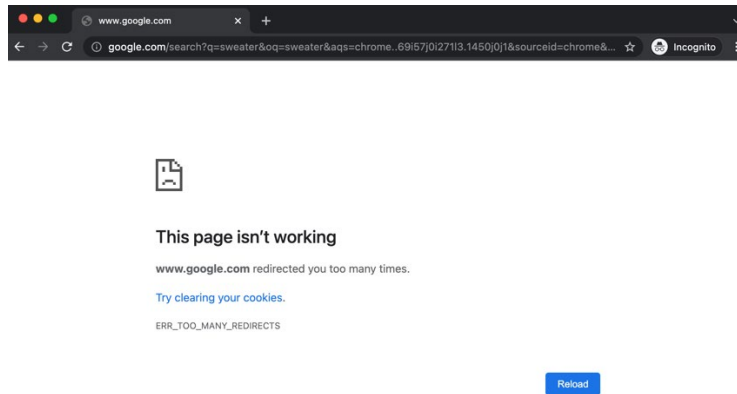 www.google.com
google.com/search?q=sweater&oq=sweater&aqs=chrome..69i57j0i271l3.1450j0j1&sourceid=chrome&...
Incognito
This page isn't working
www.google.com redirected you too many times.
Try clearing your cookies.
ERR_TOO_MANY_REDIRECTS
Reload